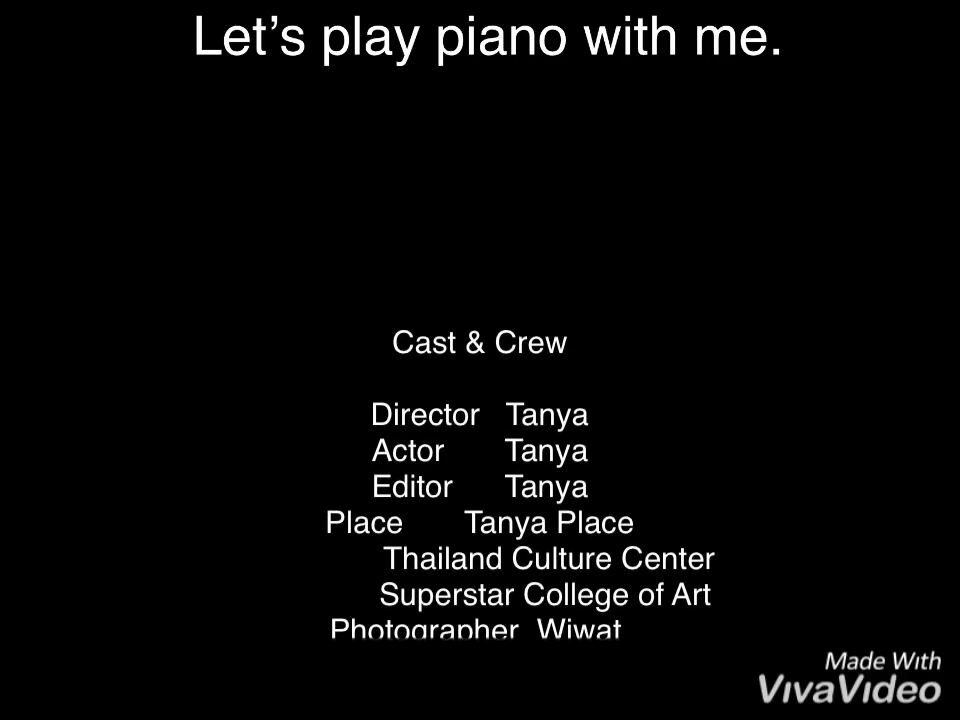 Let's play piano with me.
Cast & Crew
Director Tanya
Actor Tanya
Editor Tanya
Place Tanya Place
Thailand Culture Center
Superstar College of Art
Photographer Wiwat
Made With
VivaVideo